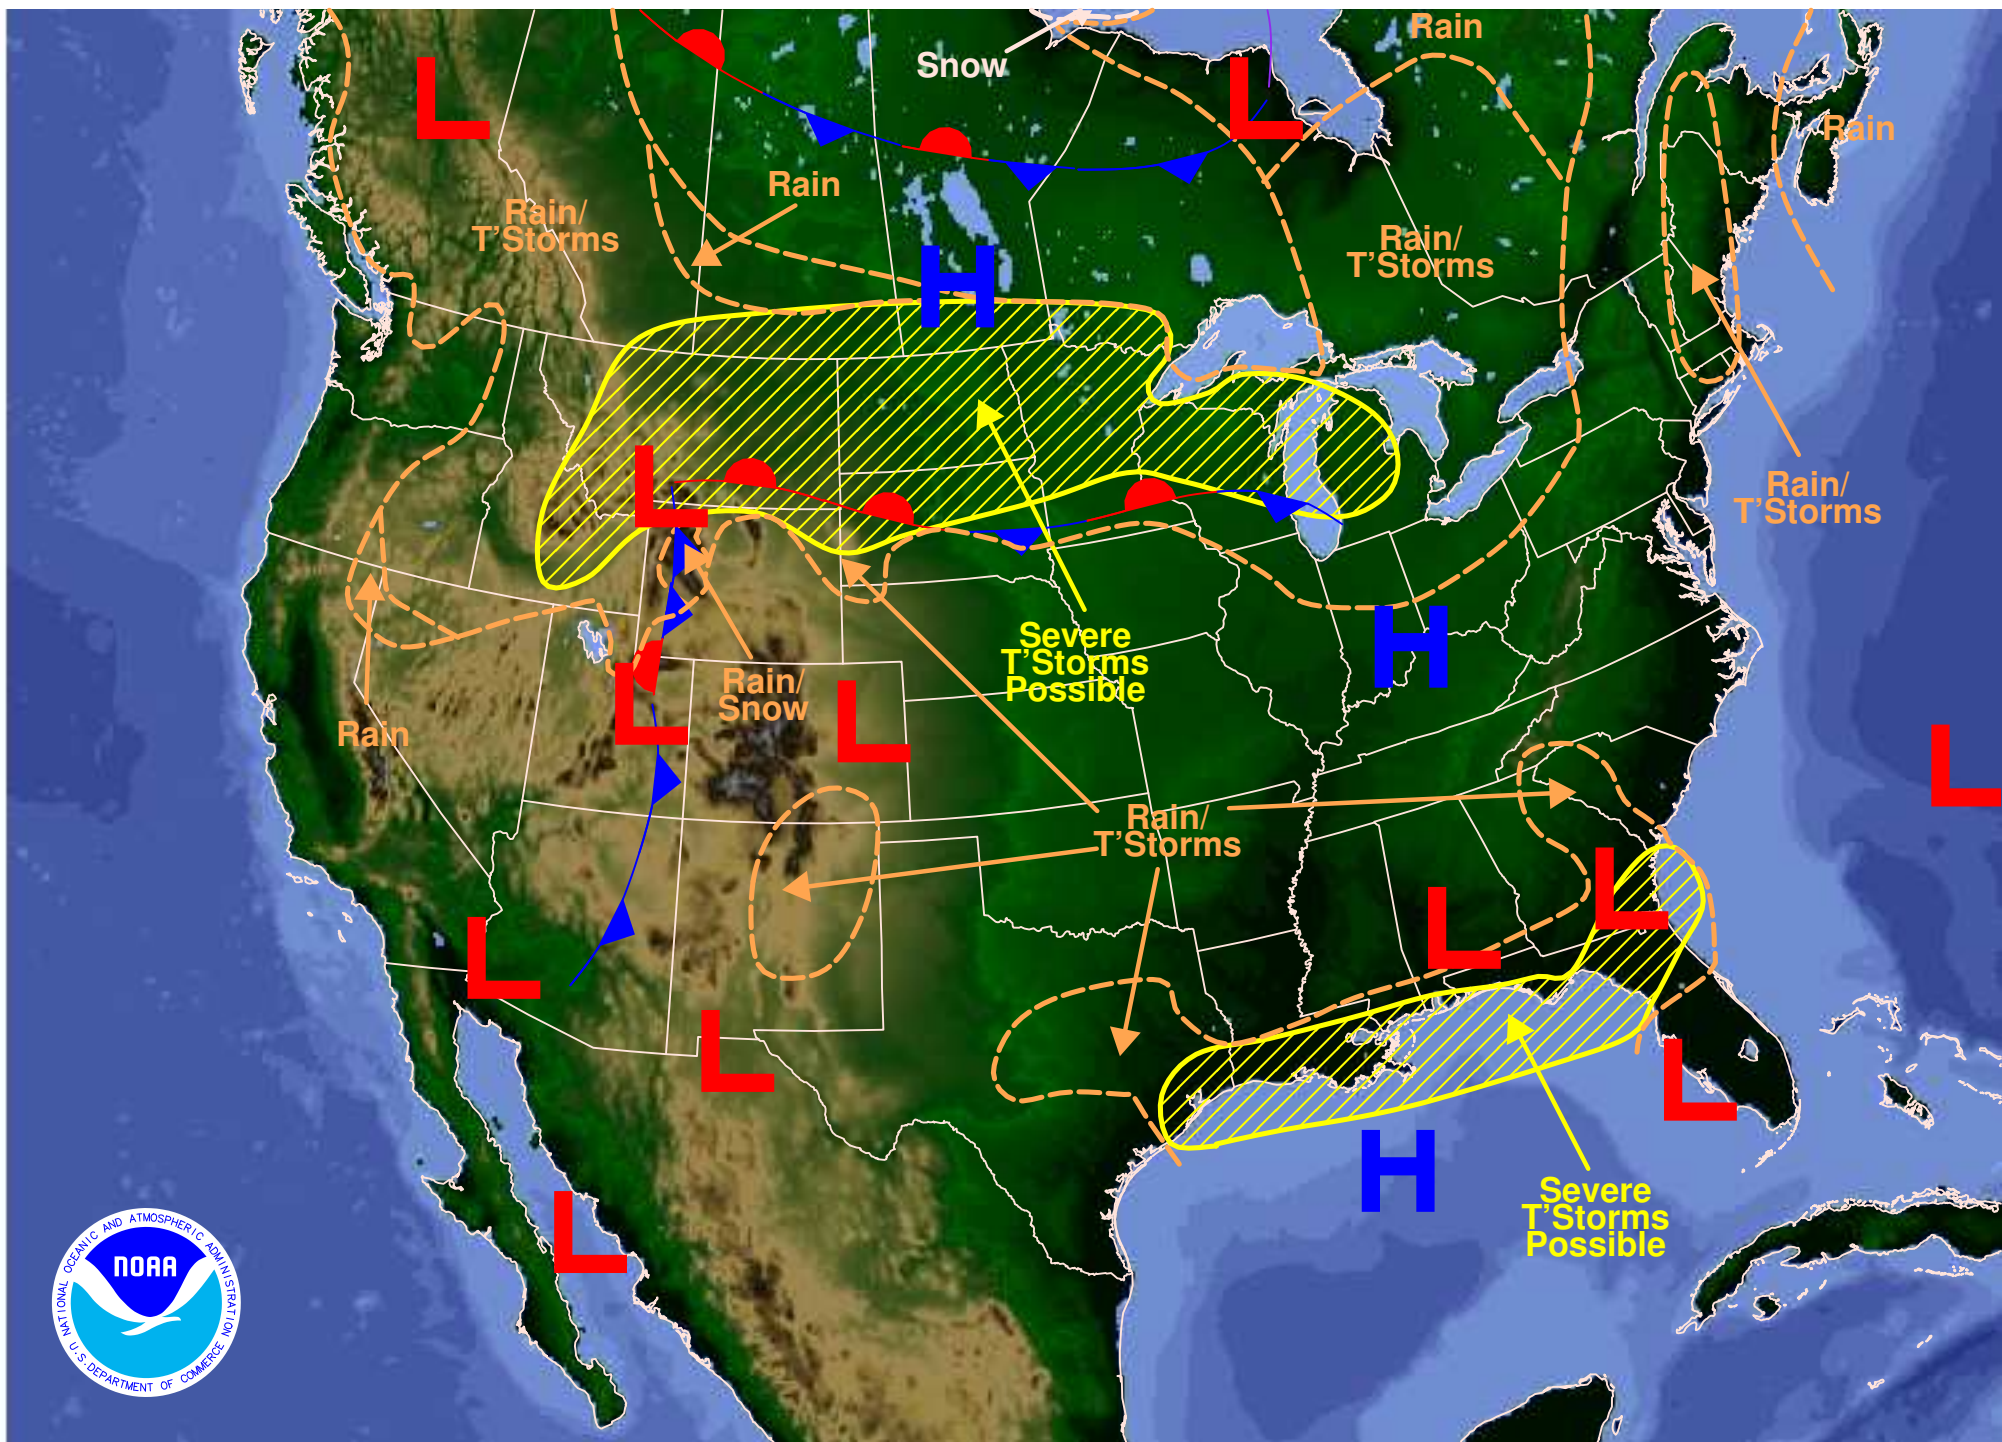 Rain
Snow
L
L
Rain
Rain
Rain/
T'Storms
Rain/
T'Storms
H
L
Rain/
T'Storms
Severe
T'Storms
Possible
H
Rain/
Snow
L
L
Rain
L
Rain/
T'Storms
L
L
L
L
L
H
Severe
T'Storms
Possible
L
NATIONAL OCEANIC AND ATMOSPHERIC ADMINISTRATION
NOAA
U.S. DEPARTMENT OF COMMERCE